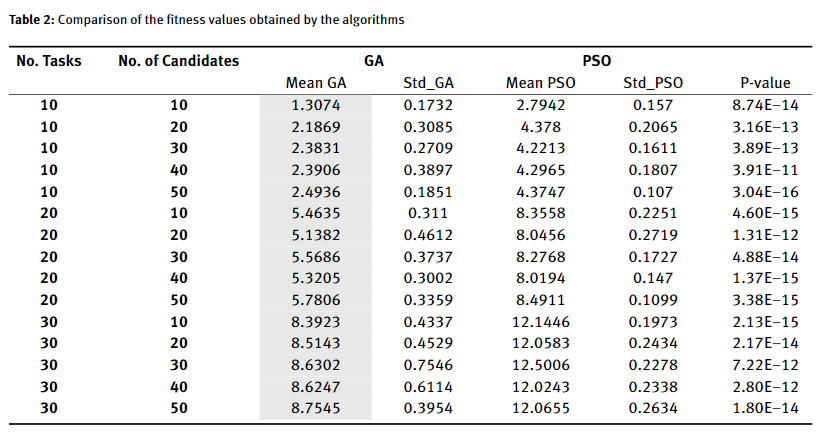 Table 2: Comparison of the fitness values obtained by the algorithms
No. Tasks No. of Candidates GA PSO
Mean GA Std_GA Mean PSO Std_PSO P-value
10 10 1.3074 0.1732 2.7942 0.157 8.74E−14
10 20 2.1869 0.3085 4.378 0.2065 3.16E−13
10 30 2.3831 0.2709 4.2213 0.1611 3.89E−13
10 40 2.3906 0.3897 4.2965 0.1807 3.91E−11
10 50 2.4936 0.1851 4.3747 0.107 3.04E−16
20 10 5.4635 0.311 8.3558 0.2251 4.60E−15
20 20 5.1382 0.4612 8.0456 0.2719 1.31E−12
20 30 5.5686 0.3737 8.2768 0.1727 4.88E−14
20 40 5.3205 0.3002 8.0194 0.147 1.37E−15
20 50 5.7806 0.3359 8.4911 0.1099 3.38E−15
30 10 8.3923 0.4337 12.1446 0.1973 2.13E−15
30 20 8.5143 0.4529 12.0583 0.2434 2.17E−14
30 30 8.6302 0.7546 12.5006 0.2278 7.22E−12
30 40 8.6247 0.6114 12.0243 0.2338 2.80E−12
30 50 8.7545 0.3954 12.0655 0.2634 1.80E−14